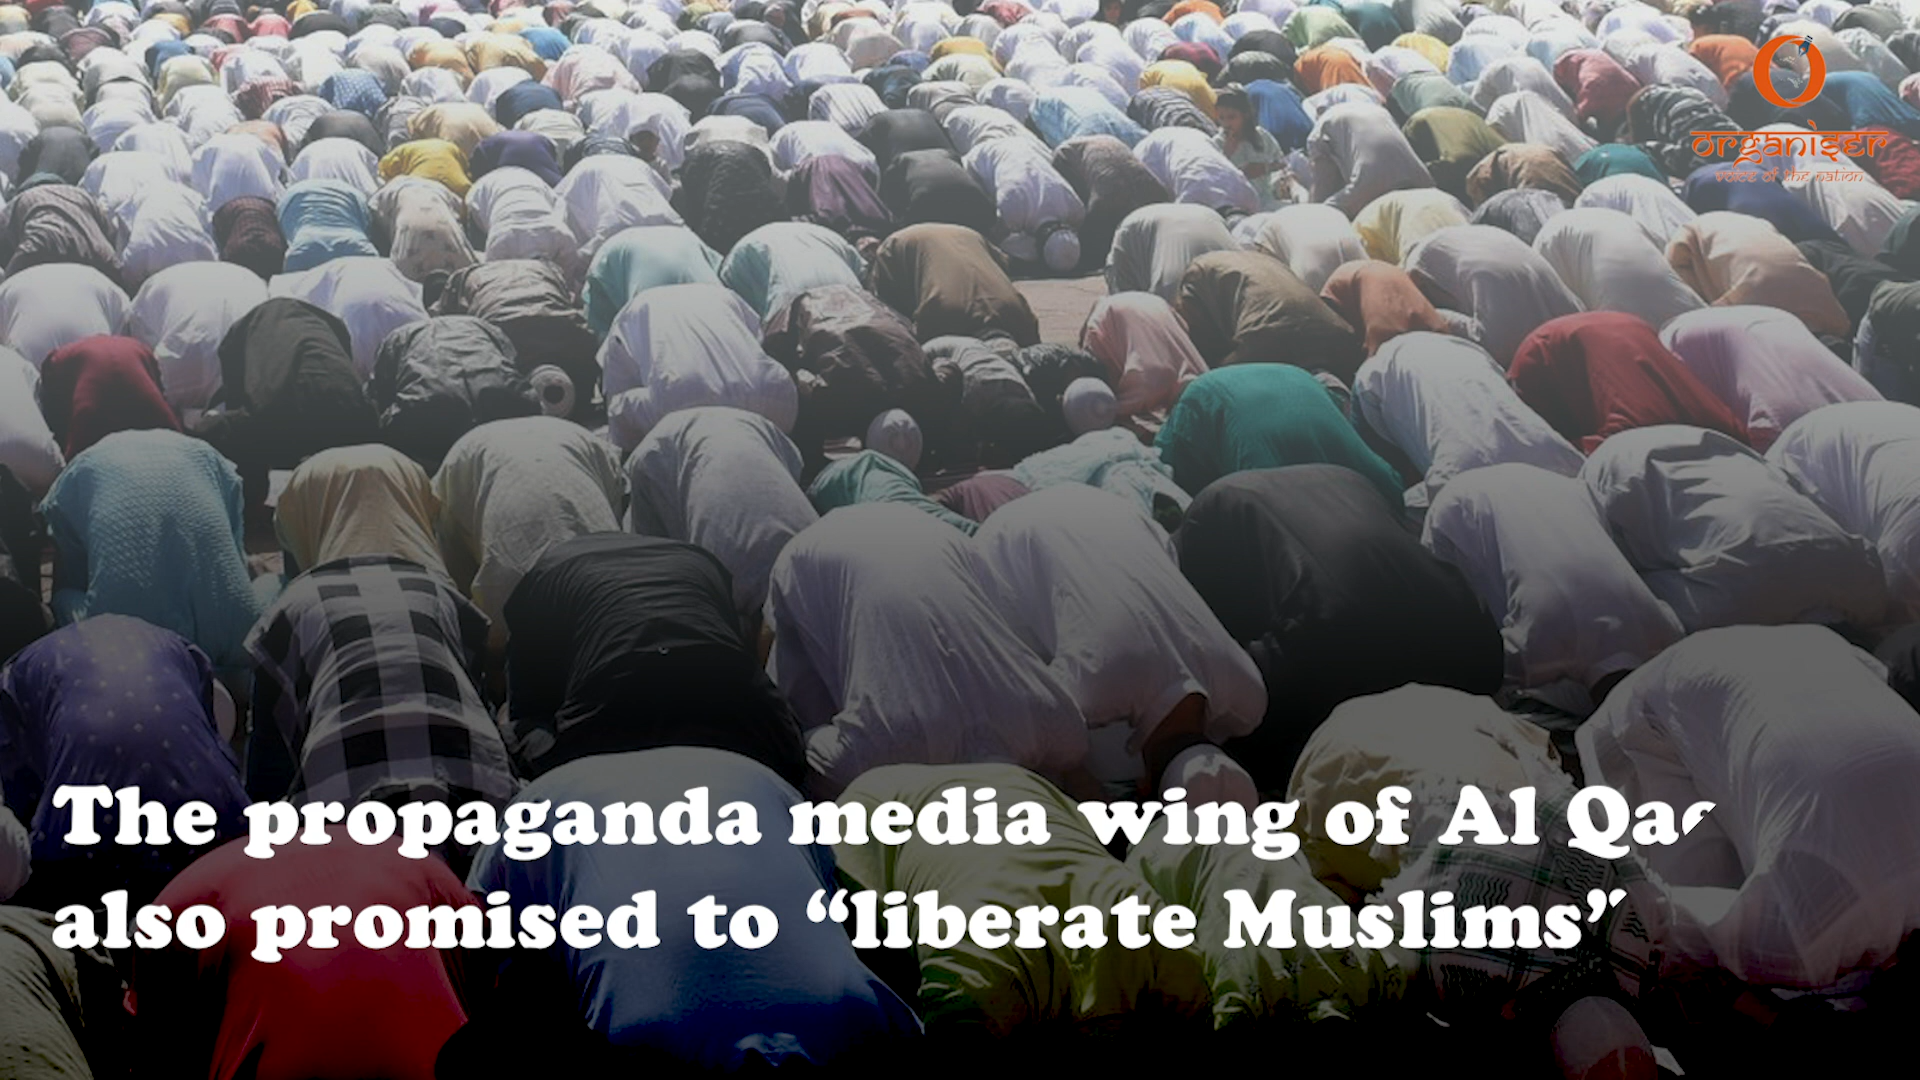 organiser
voice of the nation
The propaganda media wing of Al
also promised to “liberate Muslims”